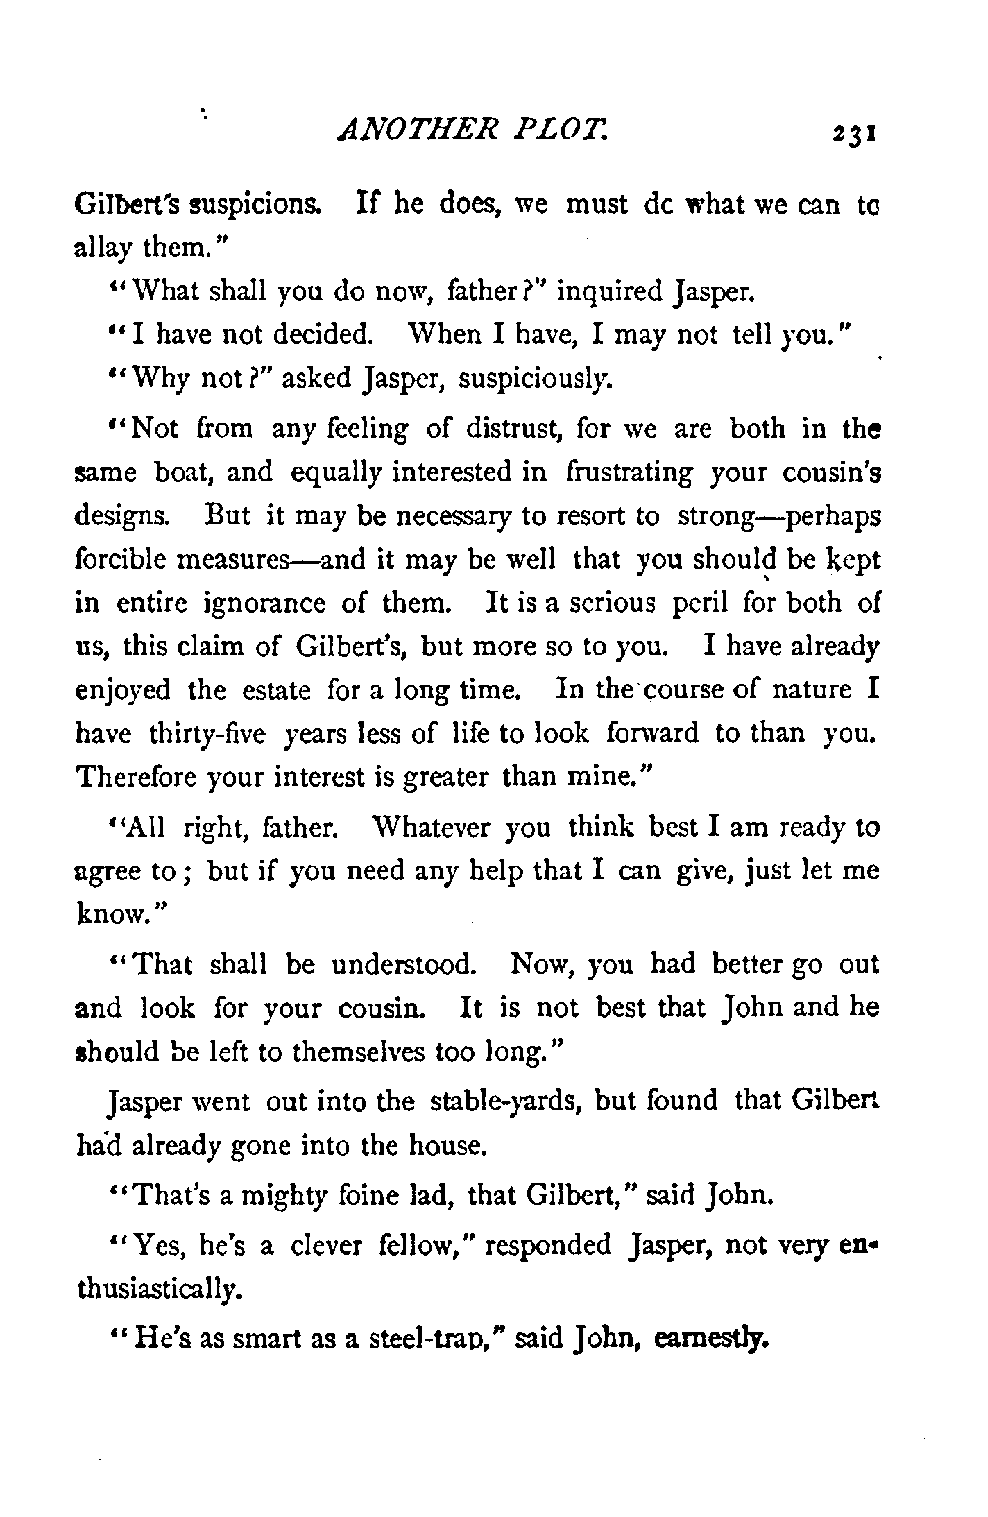 ANOTHER PLOT. 231
Gilbert's suspicions. If he does, we must do what we can to
allay them."
"What shall you do now, father?" inquired Jasper.
"I have not decided. When I have, I may not tell you."
"Why not?" asked Jasper, suspiciously.
"Not from any feeling of distrust, for we are both in the
same boat, and equally interested in frustrating your cousin's
designs. But it may be necessary to resort to strong—perhaps
forcible measures—and it may be well that you should be kept
in entire ignorance of them. It is a serious peril for both of
us, this claim of Gilbert's, but more so to you. I have already
enjoyed the estate for a long time. In the course of nature I
have thirty-five years less of life to look forward to than you.
Therefore your interest is greater than mine."
"All right, father. Whatever you think best I am ready to
agree to; but if you need any help that I can give, just let me
know."
"That shall be understood. Now, you had better go out
and look for your cousin. It is not best that John and he
should be left to themselves too long."
Jasper went out into the stable-yards, but found that Gilbert
had already gone into the house.
"That's a mighty foine lad, that Gilbert," said John.
"Yes, he's a clever fellow," responded Jasper, not very en-
thusiastically.
"He's as smart as a steel-trap," said John, earnestly.